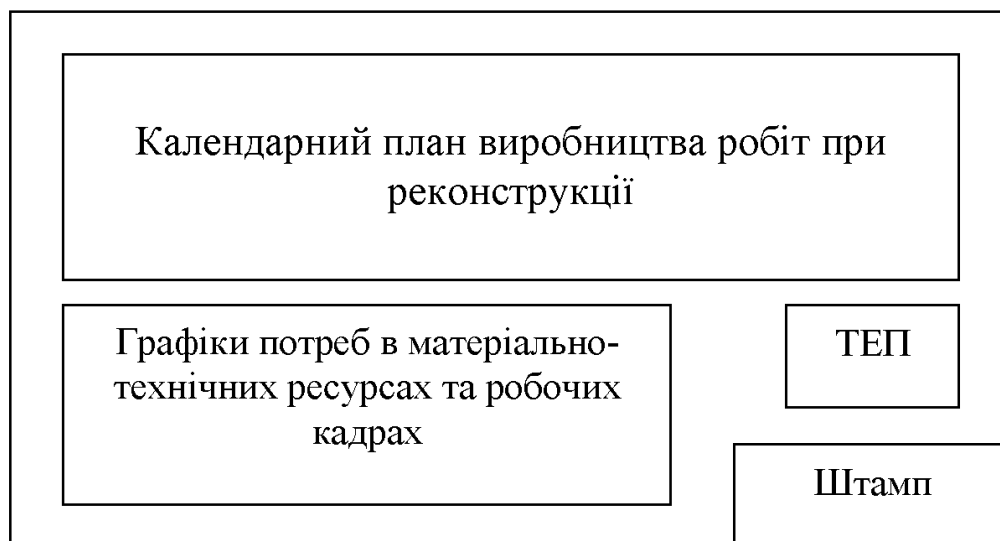 Календарний план виробництва робіт при
реконструкції
Графіки потреб в матеріально-
технічних ресурсах та робочих
кадрах
ТЕП
Штамп